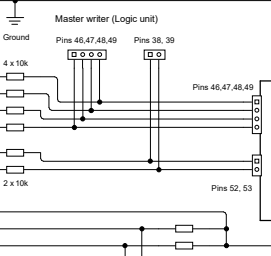 Master writer (Logic unit)
Ground
Pins 46,47,48,49 Pins 38, 39
4 x 10k
Pins 46,47,48,49
2 x 10k
Pins 52, 53